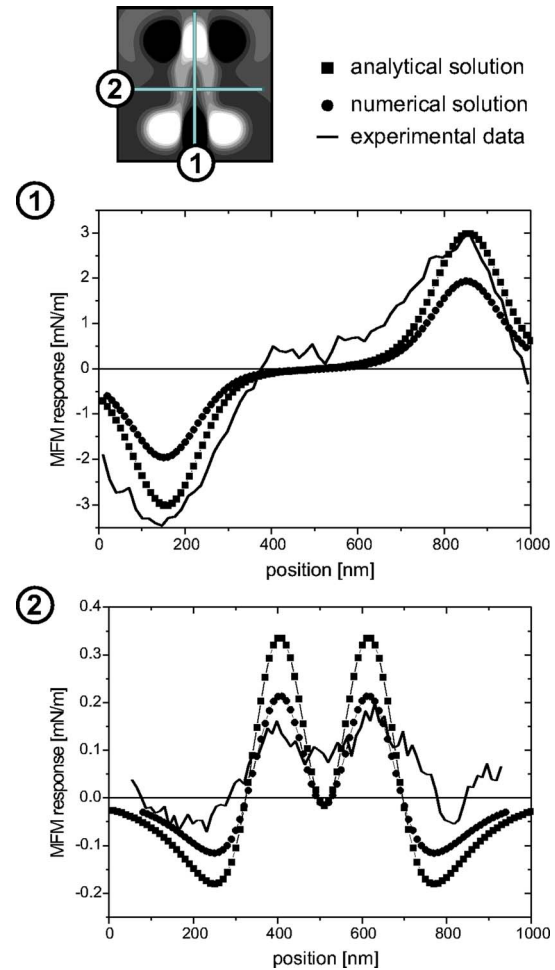 2
1
analytical solution
numerical solution
experimental data
1
MFM response [mN/m]
3
2
1
0
-1
-2
-3
0 200 400 600 800 1000
position [nm]
2
MFM response [mN/m]
0.4
0.3
0.2
0.1
0.0
-0.1
-0.2
0 200 400 600 800 1000
position [nm]